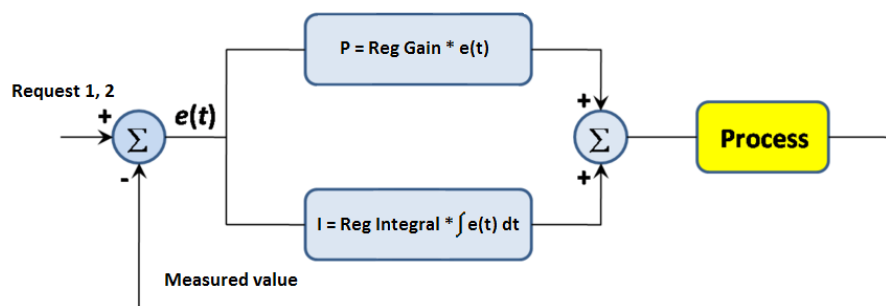 P = Reg Gain * e(t)
Request 1, 2
+
e(t)
+
Σ
Σ
Process
-
+
I = Reg Integral * ∫ e(t) dt
Measured value